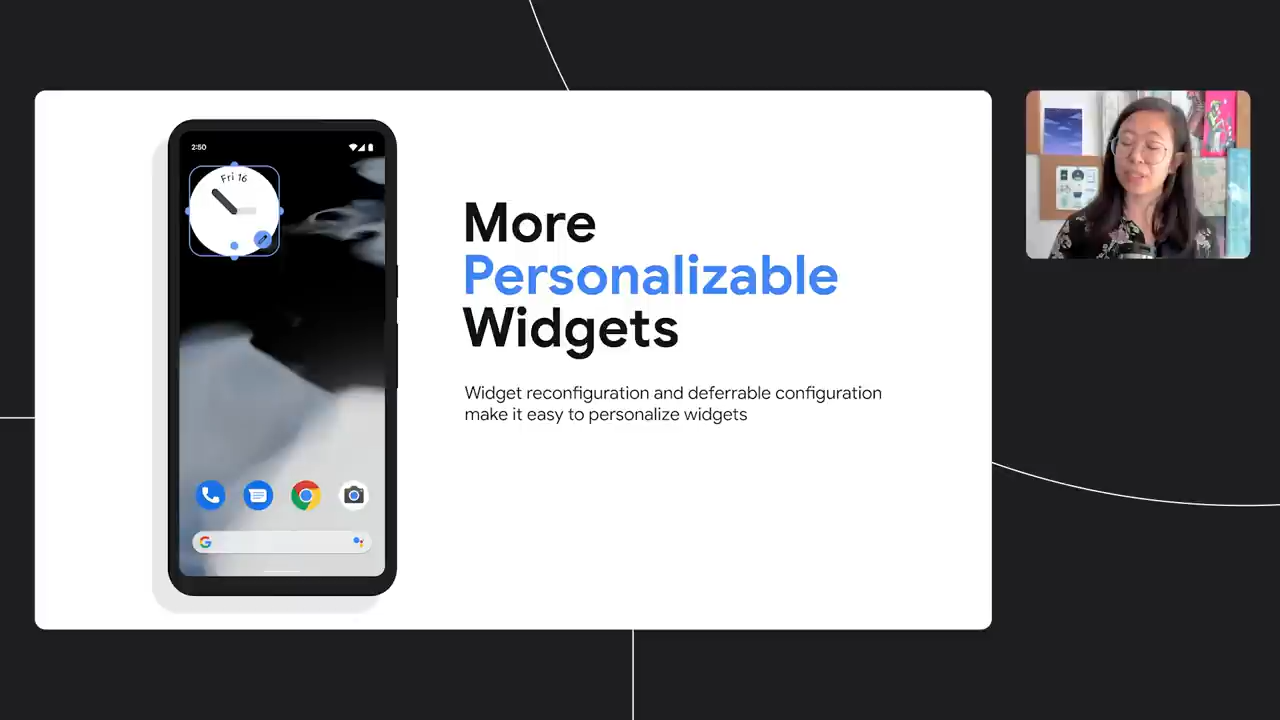 2:50
Fri 16
More
Personalizable
Widgets
Widget reconfiguration and deferrable configuration
make it easy to personalize widgets